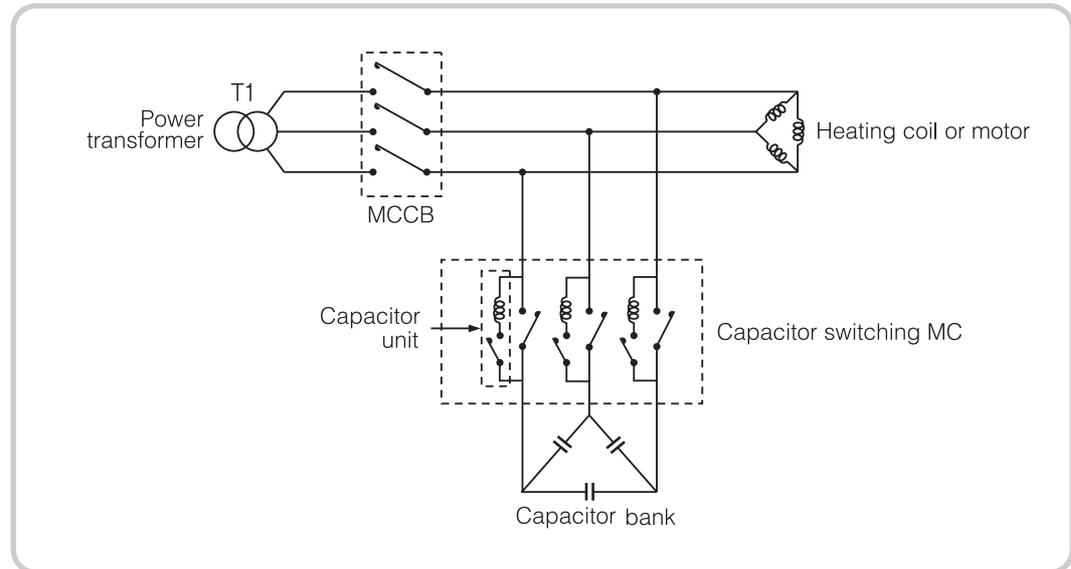 T1
Power
transformer
MCCB
Heating coil or motor
Capacitor
unit
Capacitor switching MC
Capacitor bank